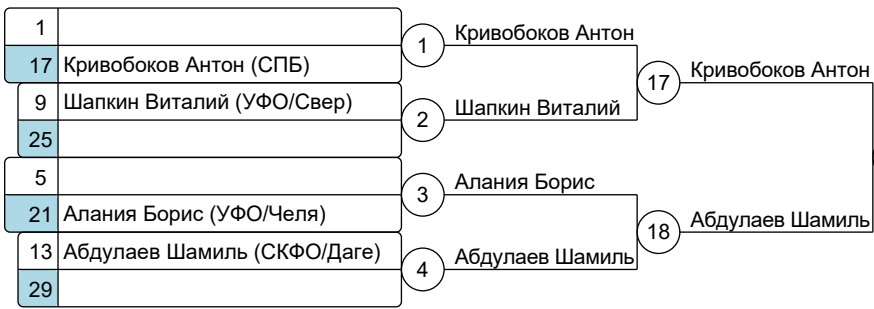 1
17 Кривобоков Антон (СПБ)
9 Шапкин Виталий (УФО/Свер)
25
5
21 Алания Борис (УФО/Челя)
13 Абдулаев Шамиль (СКФО/Даге)
29
1
2
3
4
Кривобоков Антон
Шапкин Виталий
Алания Борис
Абдулаев Шамиль
17
18
Кривобоков Антон
Абдулаев Шамиль